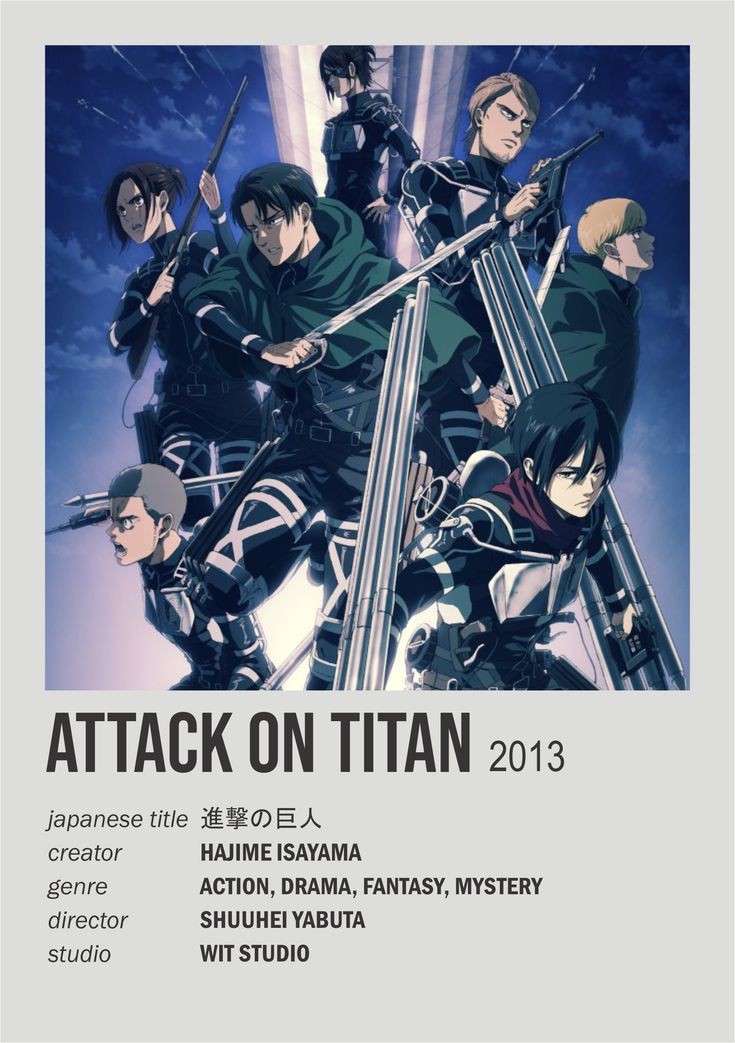 ATTACK ON TITAN 2013
japanese title 進撃の巨人
creator HAJIME ISAYAMA
genre ACTION, DRAMA, FANTASY, MYSTERY
director SHUUHEI YABUTA
studio WIT STUDIO